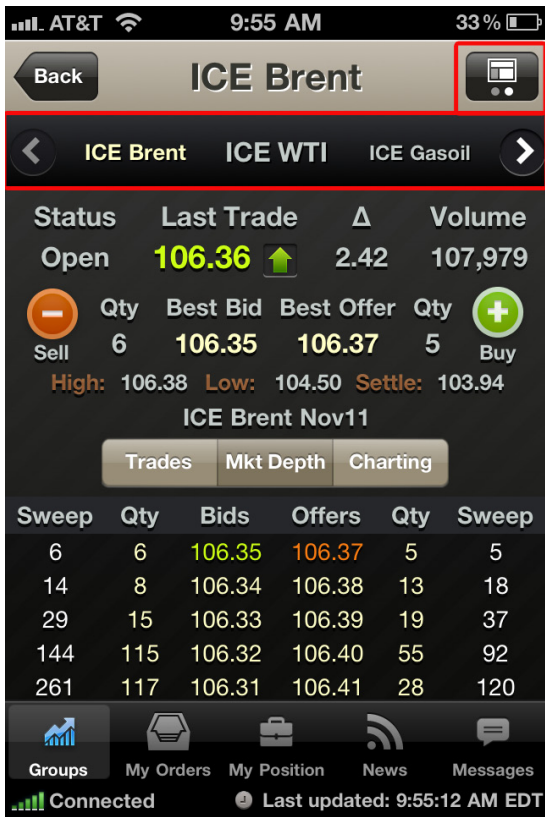 AT&T 9:55 AM 33%
Back ICE Brent
ICE Brent ICE WTI ICE Gasoil
Status Last Trade Δ Volume
Open 106.36 2.42 107,979
Qty Best Bid Best Offer Qty
6 106.35 106.37 5
Sell Buy
High: 106.38 Low: 104.50 Settle: 103.94
ICE Brent Nov11
Trades Mkt Depth Charting
Sweep Qty Bids Offers Qty Sweep
6 6 106.35 106.37 5 5
14 8 106.34 106.38 13 18
29 15 106.33 106.39 19 37
144 115 106.32 106.40 55 92
261 117 106.31 106.41 28 120
Groups My Orders My Position News Messages
Connected Last updated: 9:55:12 AM EDT